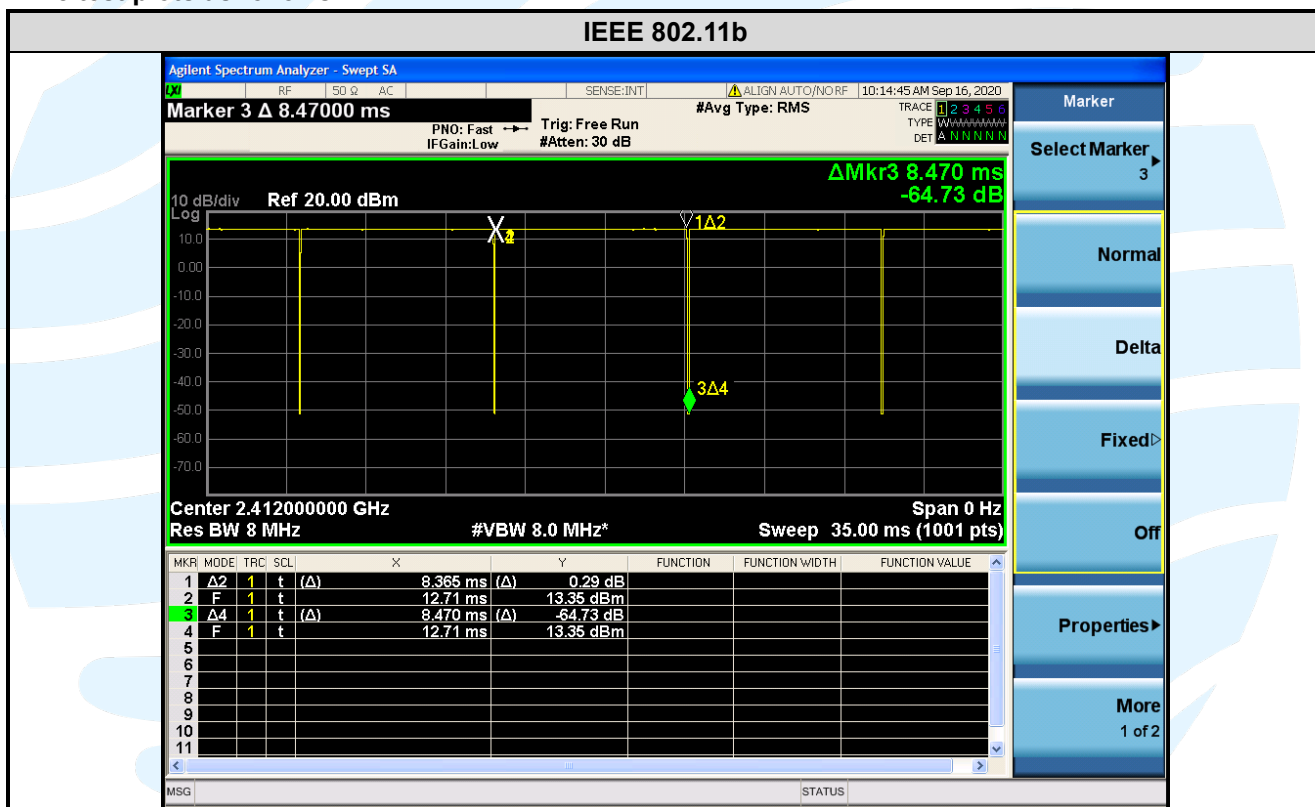 IEEE 802.11b
Agilent Spectrum Analyzer - Swept SA
LXI RF 50 Ω AC SENSE:INT ALIGN AUTO/NO RF 10:14:45 AM Sep 16, 2020
Marker 3 Δ 8.47000 ms
PNO: Fast
IFGain:Low
Trig: Free Run
#Atten: 30 dB
#Avg Type: RMS
TRACE 1 2 3 4 5 6
TYPE WWWWWW
DET A N N N N N
ΔMkr3 8.470 ms
-64.73 dB
10 dB/div
Log
Ref 20.00 dBm
10.0
0.00
-10.0
-20.0
-30.0
-40.0
-50.0
-60.0
-70.0
1Δ2
3Δ4
Center 2.412000000 GHz
Span 0 Hz
Res BW 8 MHz
#VBW 8.0 MHz*
Sweep 35.00 ms (1001 pts)
MKR MODE TRC SCL X Y FUNCTION FUNCTION WIDTH FUNCTION VALUE
1 Δ2 1 t (Δ) 8.365 ms (Δ) 0.29 dB
2 F 1 t 12.71 ms 13.35 dBm
3 Δ4 1 t (Δ) 8.470 ms (Δ) -64.73 dB
4 F 1 t 12.71 ms 13.35 dBm
5
6
7
8
9
10
11
MSG
STATUS
Marker
Select Marker
3
Normal
Delta
Fixed
Off
Properties
More
1 of 2